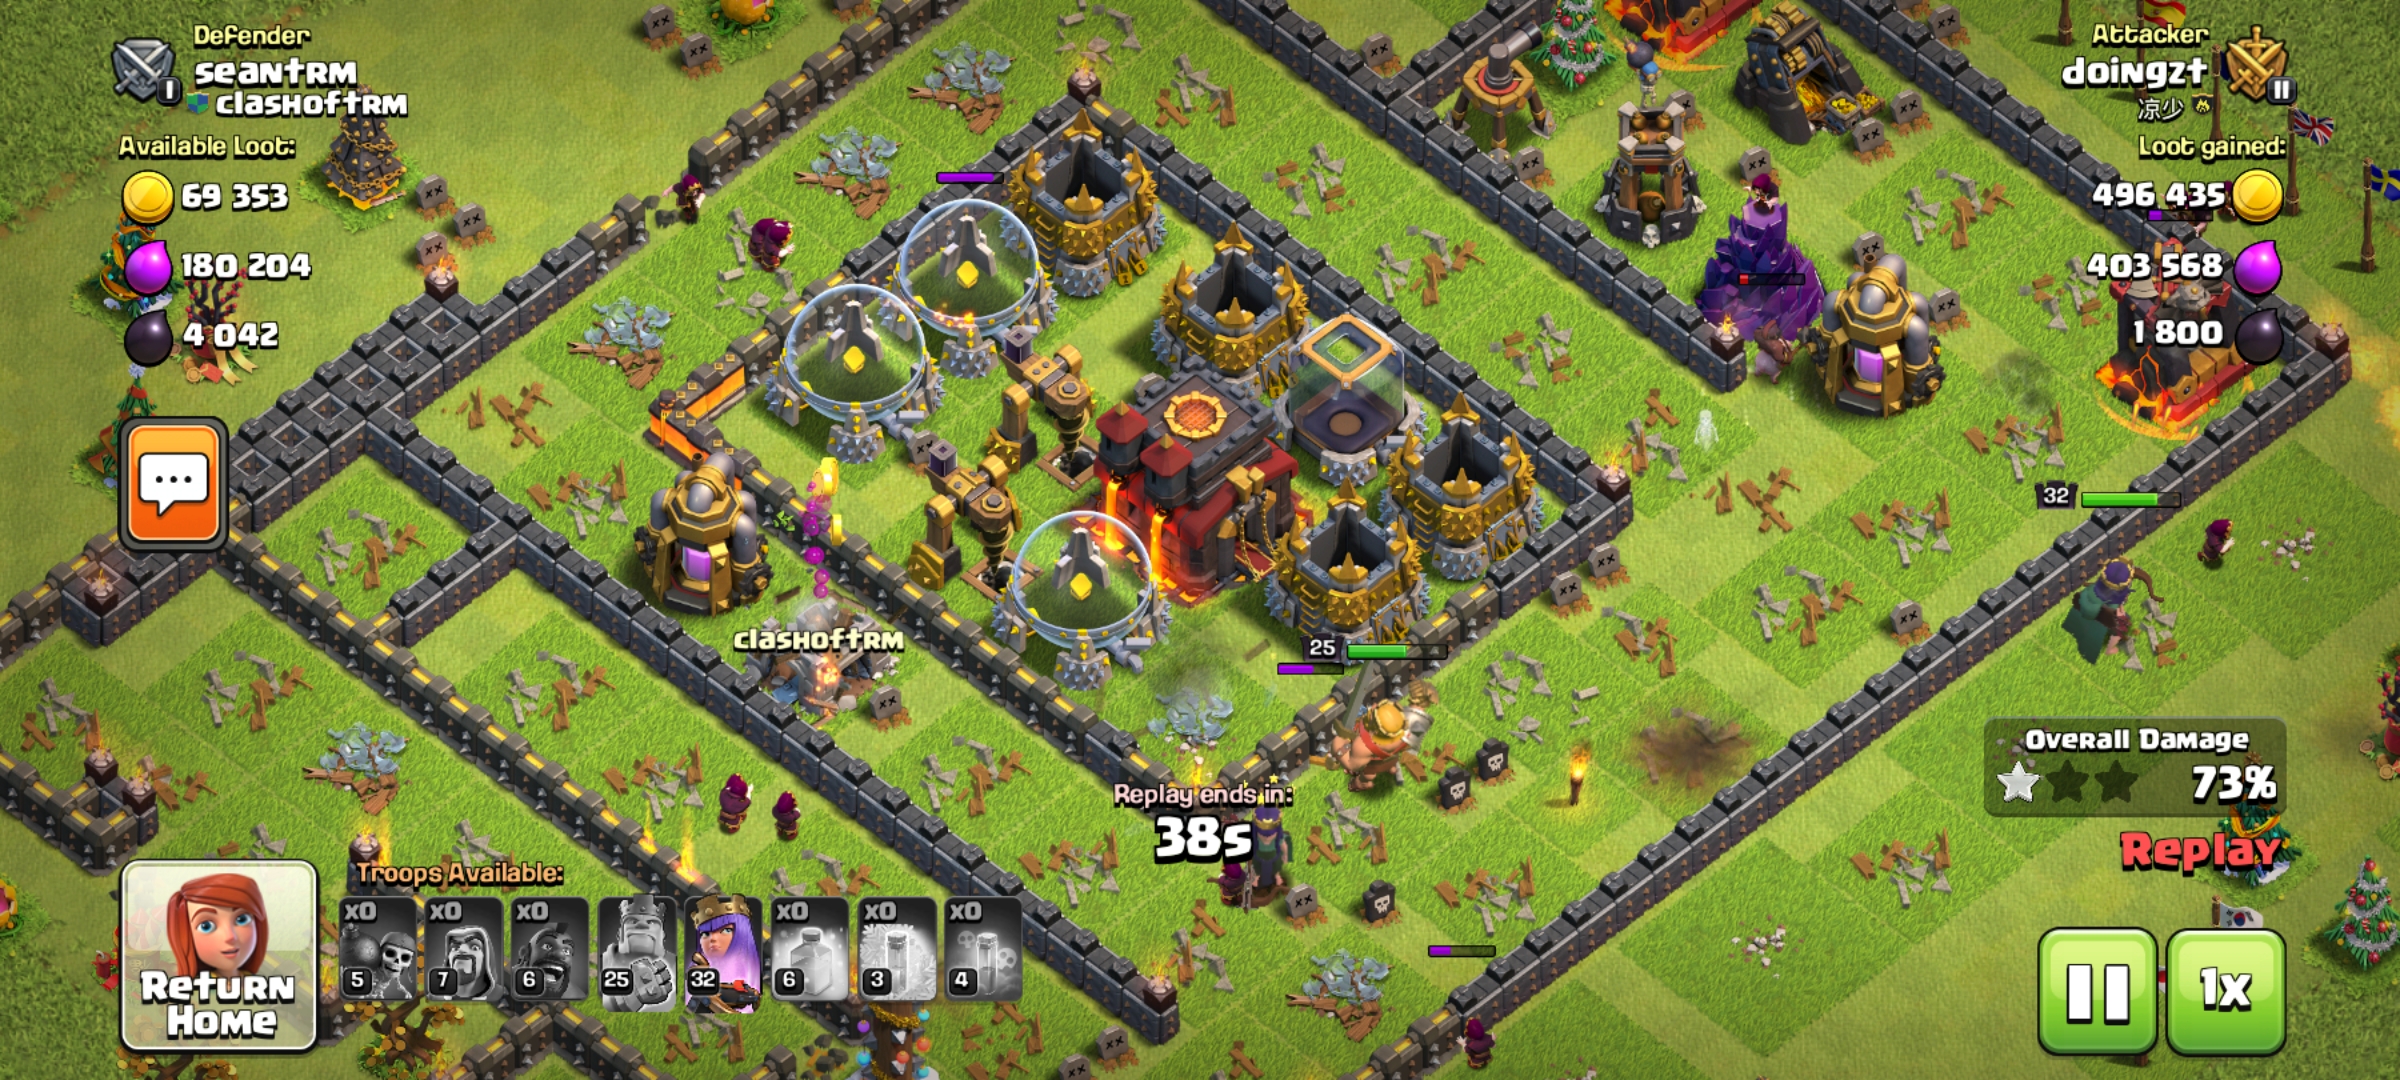 Defender
seantrm
clashoftrm
I
Available Loot:
69 353
180 204
4 042
Attacker
doingzt
凉少
II
Loot gained:
496 435
403 568
1 800
32
clashoftrm
25
Overall Damage
73%
Replay
Replay ends in:
38s
Troops Available:
x0 x0 x0 x0 x0 x0
5 7 6 25 32 6 3 4
Return
Home
1x